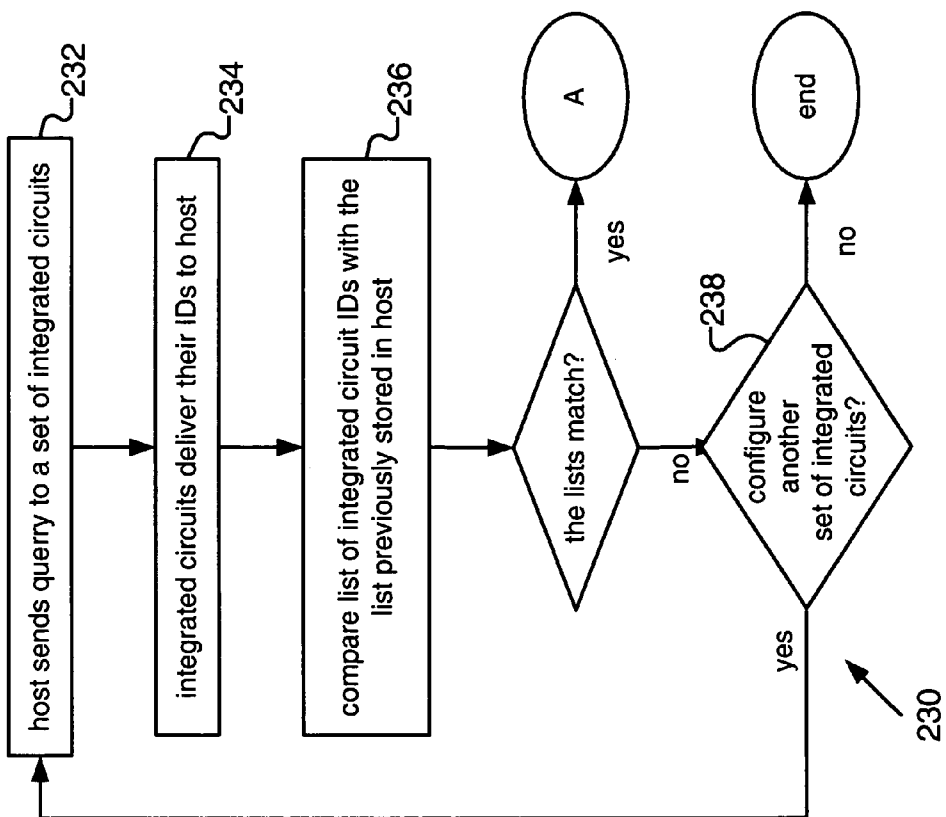 host sends querry to a set of integrated circuits
232
integrated circuits deliver their IDs to host
234
compare list of integrated circuit IDs with the
list previously stored in host
236
the lists match?
yes
A
no
configure
another
set of integrated
circuits?
238
no
end
yes
230